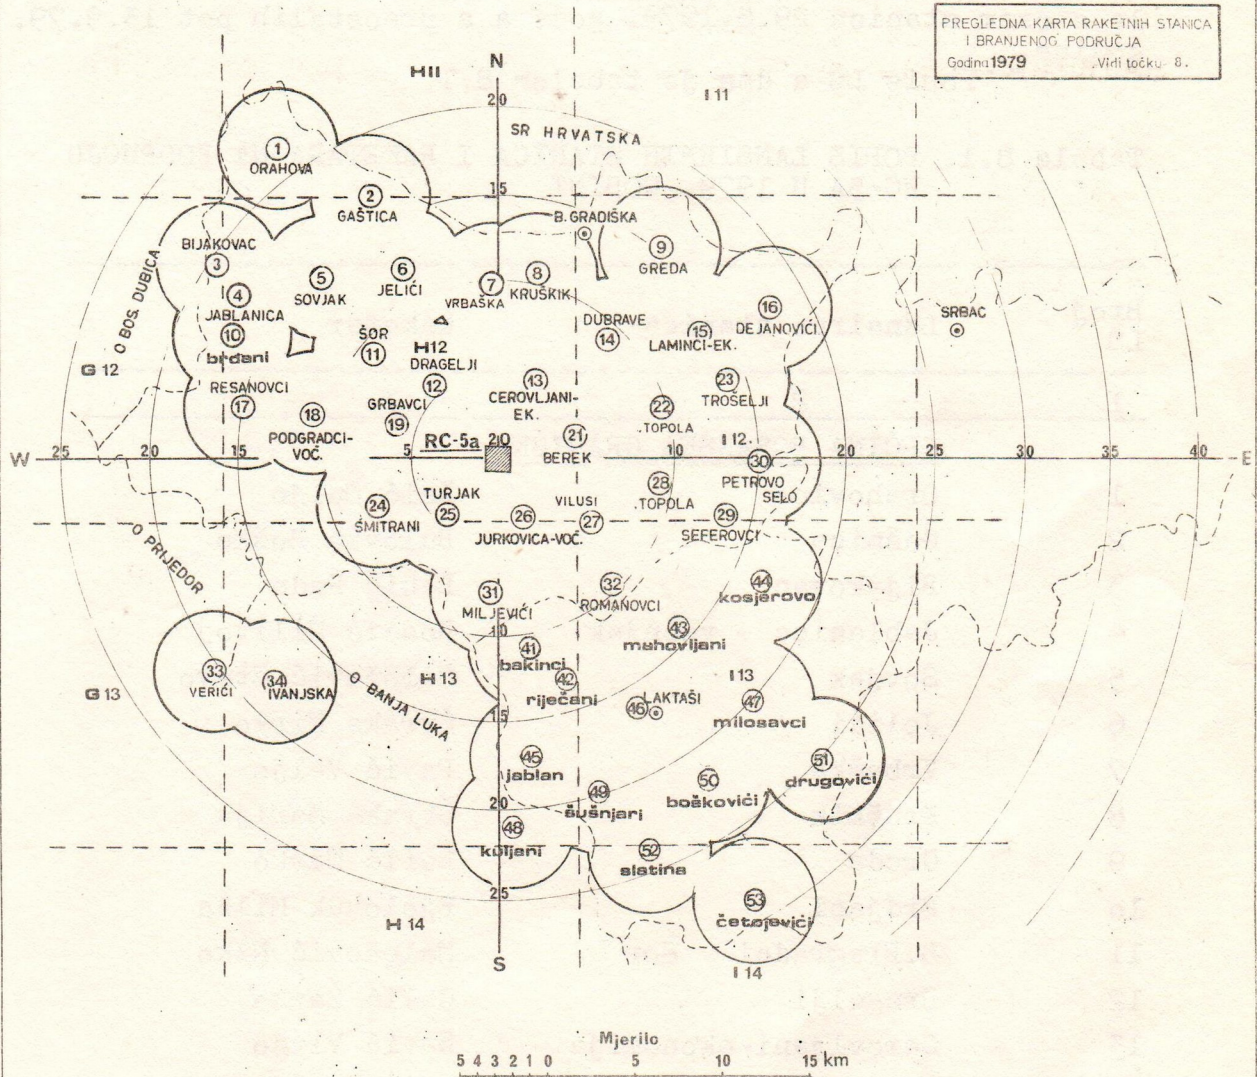 PREGLEDNA KARTA RAKETNIH STANICA
I BRANJENOG PODRUČJA
Godina 1979 Vidi točku 8.
N
H11
I 11
20
SR HRVATSKA
1
ORAHOVA
15
2
GAŠTICA
B. GRADIŠKA
BIJAKOVAC
3
9
GREDA
O BOS. DUBICA
5
SOVJAK
6
JELIĆI
7
VRBAŠKA
8
KRUŠKIK
4
JABLANICA
16
DEJANOVIĆI
SRBAC
10
brđani
ŠOR
11
H12
DUBRAVE
14
15
LAMINCI-EK.
G 12
DRAGELJI
12
13
CEROVLJANI-
EK.
23
TROŠELJI
RESANOVCI
17
18
PODGRADCI-
VOĆ.
GRBAVCI
19
22
TOPOLA
RC-5a
21
BEREK
I 12
W
25
20
15
5
10
20
30
35
40
E
30
PETROVO
SELO
28
TOPOLA
24
ŠMITRANI
TURJAK
25
26
JURKOVICA-VOĆ.
VILUSI
27
29
SEFEROVCI
O PRIJEDOR
31
MILJEVIĆI
32
ROMANOVCI
44
kosjerovo
10
43
mahovljani
41
bakinci
33
VERIĆI
34
IVANJSKA
O BANJA LUKA
H 13
G 13
42
riječani
I 13
46
LAKTAŠI
47
milosavci
15
45
jablan
51
drugovići
50
boškovići
49
šušnjari
20
48
kuljani
52
slatina
25
53
četojevići
H 14
S
I 14
Mjerilo
5 4 3 2 1 0 5 10 15 km